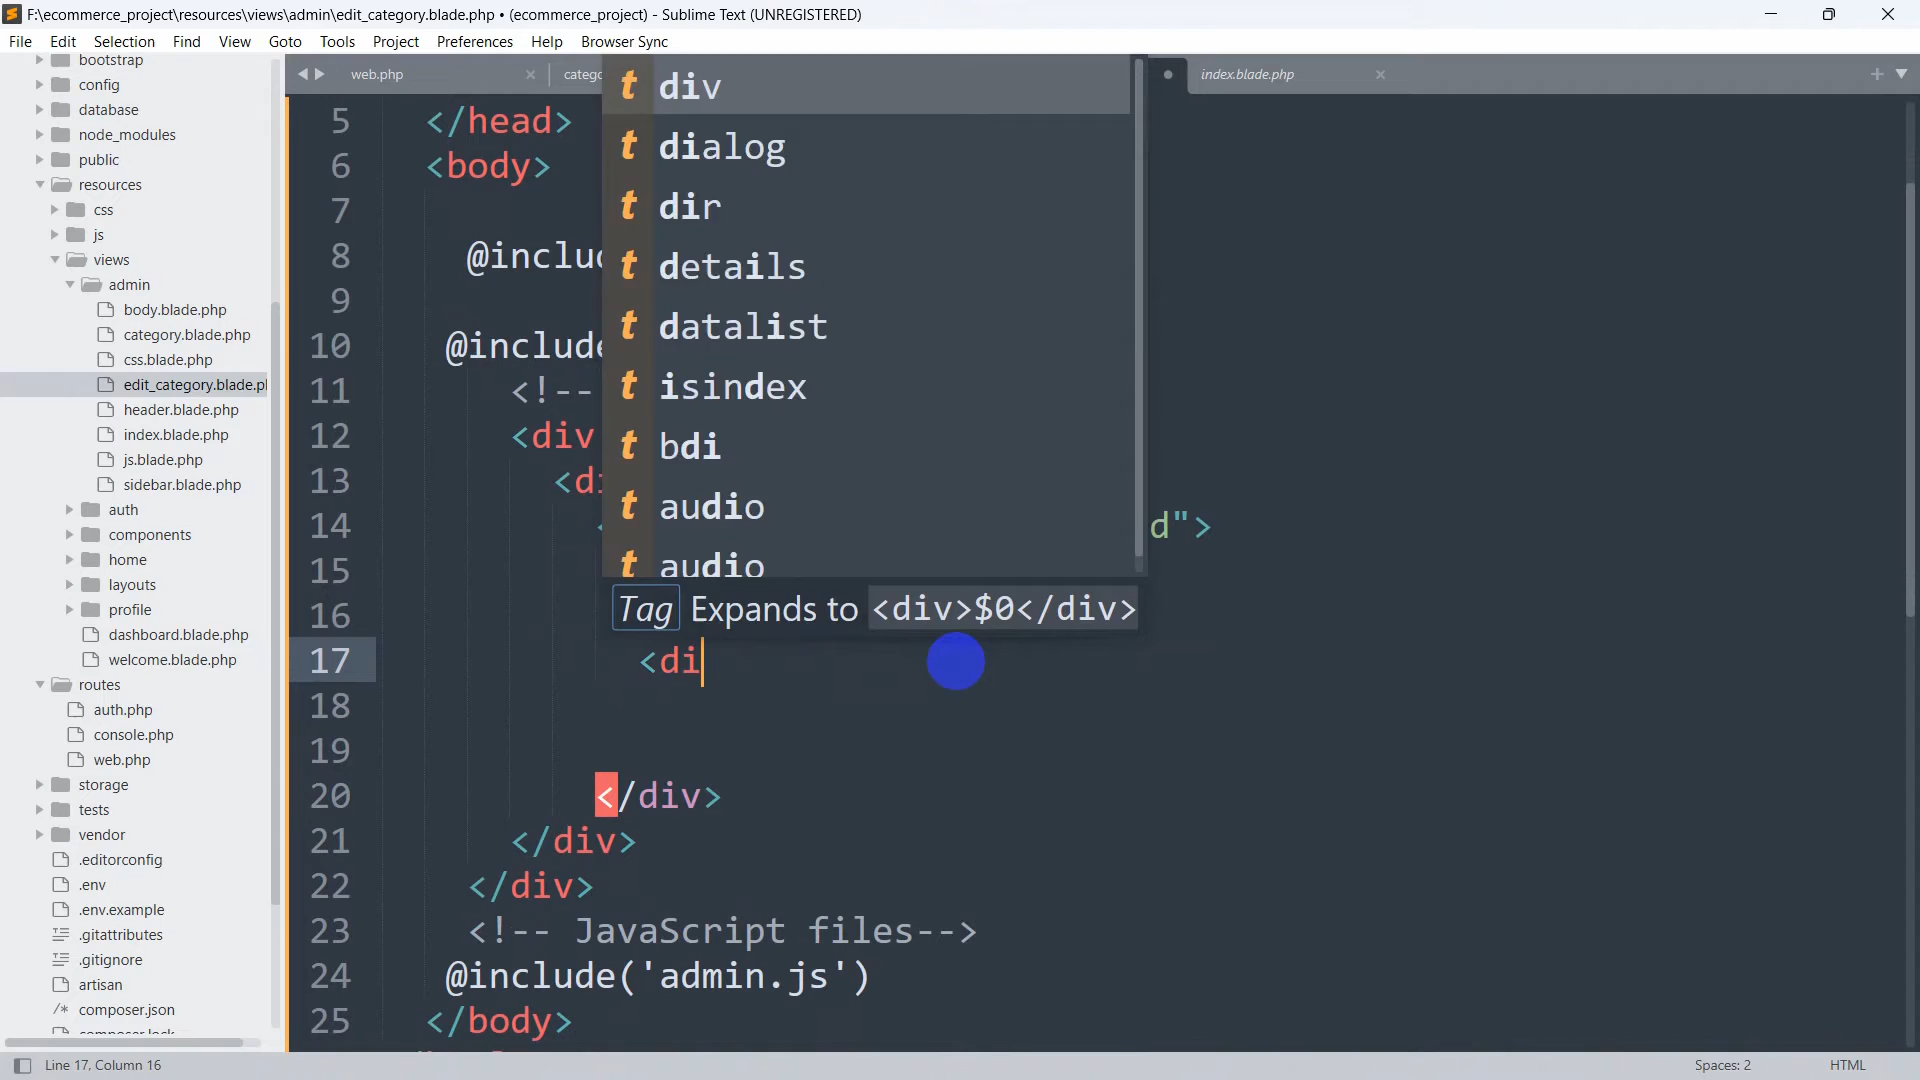 F:\ecommerce_project\resources\views\admin\edit_category.blade.php • (ecommerce_project) - Sublime Text (UNREGISTERED)
File Edit Selection Find View Goto Tools Project Preferences Help Browser Sync
bootstrap
config
database
node_modules
public
resources
css
js
views
admin
body.blade.php
category.blade.php
css.blade.php
edit_category.blade.p
header.blade.php
index.blade.php
js.blade.php
sidebar.blade.php
auth
components
home
layouts
profile
dashboard.blade.php
welcome.blade.php
routes
auth.php
console.php
web.php
storage
tests
vendor
.editorconfig
.env
.env.example
.gitattributes
.gitignore
artisan
/* composer.json
composer.lock
web.php
catego
index.blade.php
5 </head>
6 <body>
7
8 @includ
9
10 @include
11 <!--
12 <div
13 <di
14 < d">
15
16
17 <di
18
19
20 </div>
21 </div>
22 </div>
23 <!-- JavaScript files-->
24 @include('admin.js')
25 </body>
t div
t dialog
t dir
t details
t datalist
t isindex
t bdi
t audio
t audio
Tag Expands to <div>$0</div>
Line 17, Column 16
Spaces: 2
HTML